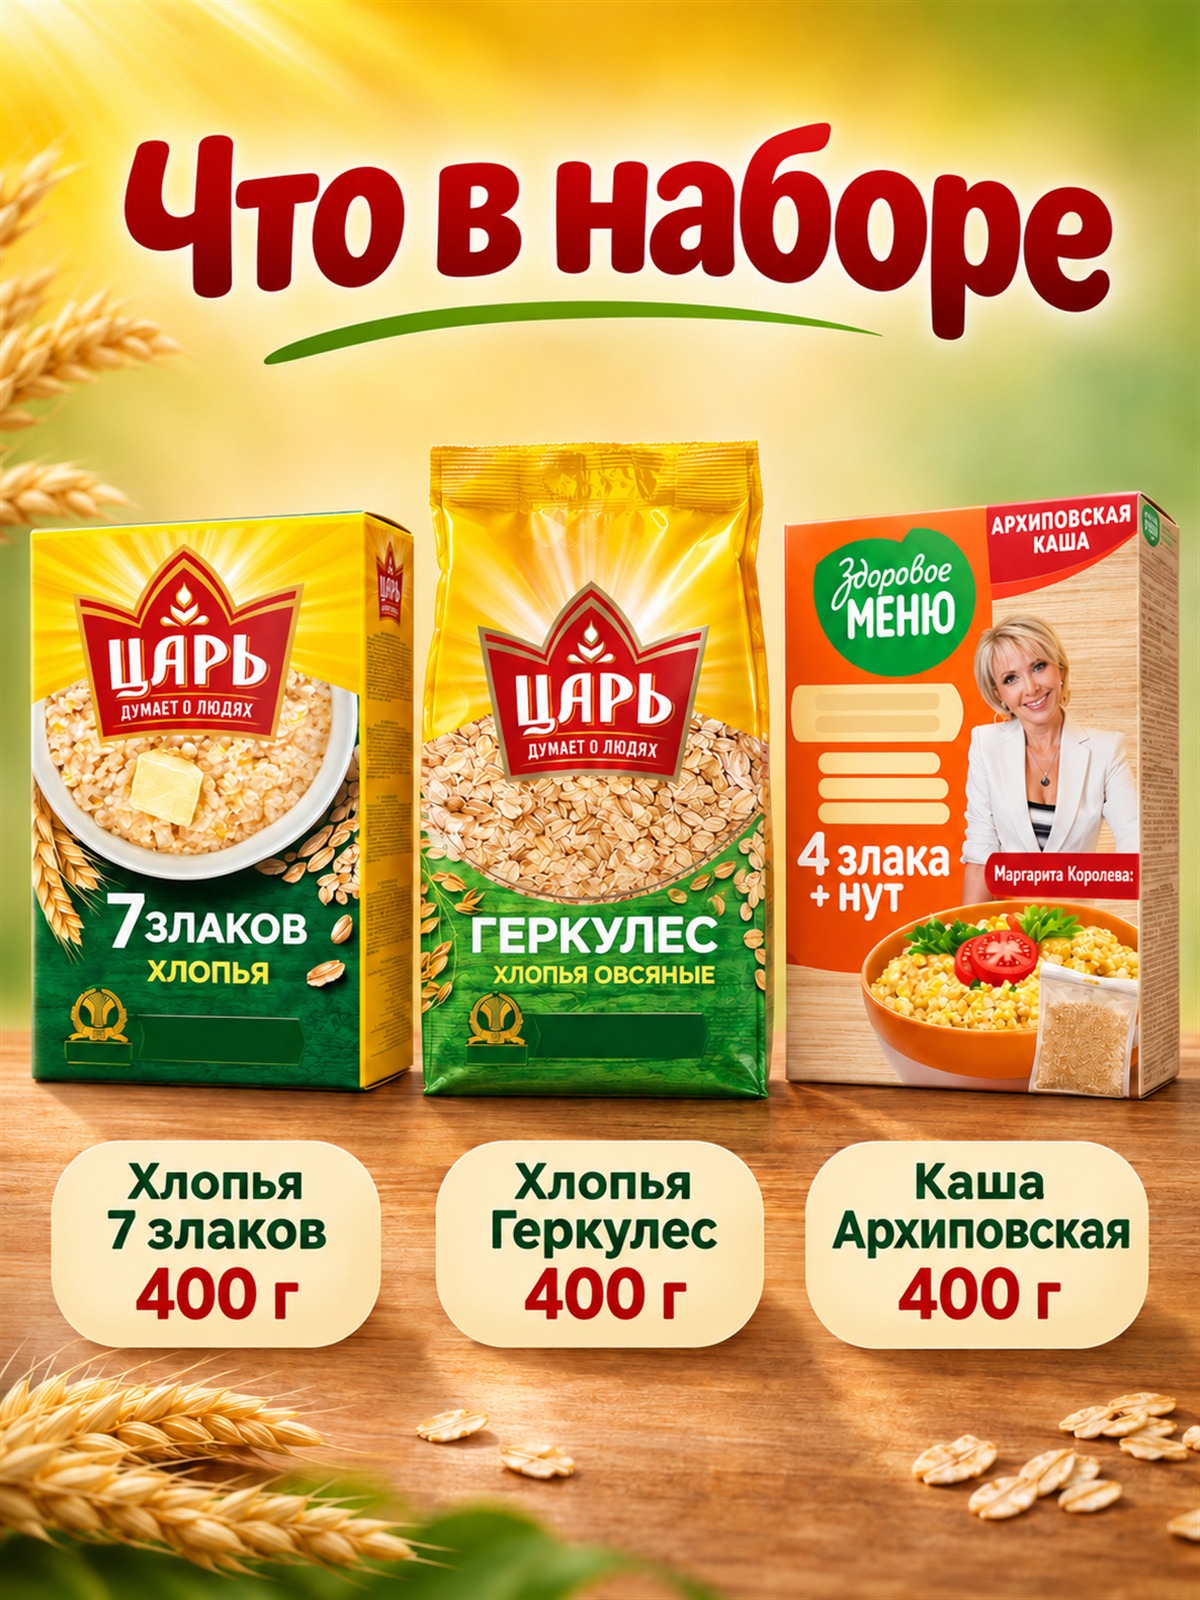 Что в наборе
ЦАРЬ
ДУМАЕТ О ЛЮДЯХ
7 ЗЛАКОВ
ХЛОПЬЯ
ЦАРЬ
ЦАРЬ
ДУМАЕТ О ЛЮДЯХ
ГЕРКУЛЕС
ХЛОПЬЯ ОВСЯНЫЕ
АРХИПОВСКАЯ
КАША
Здоровое
МЕНЮ
4 злака
+ нут
Маргарита Королева:
Хлопья
7 злаков
400 г
Хлопья
Геркулес
400 г
Каша
Архиповская
400 г